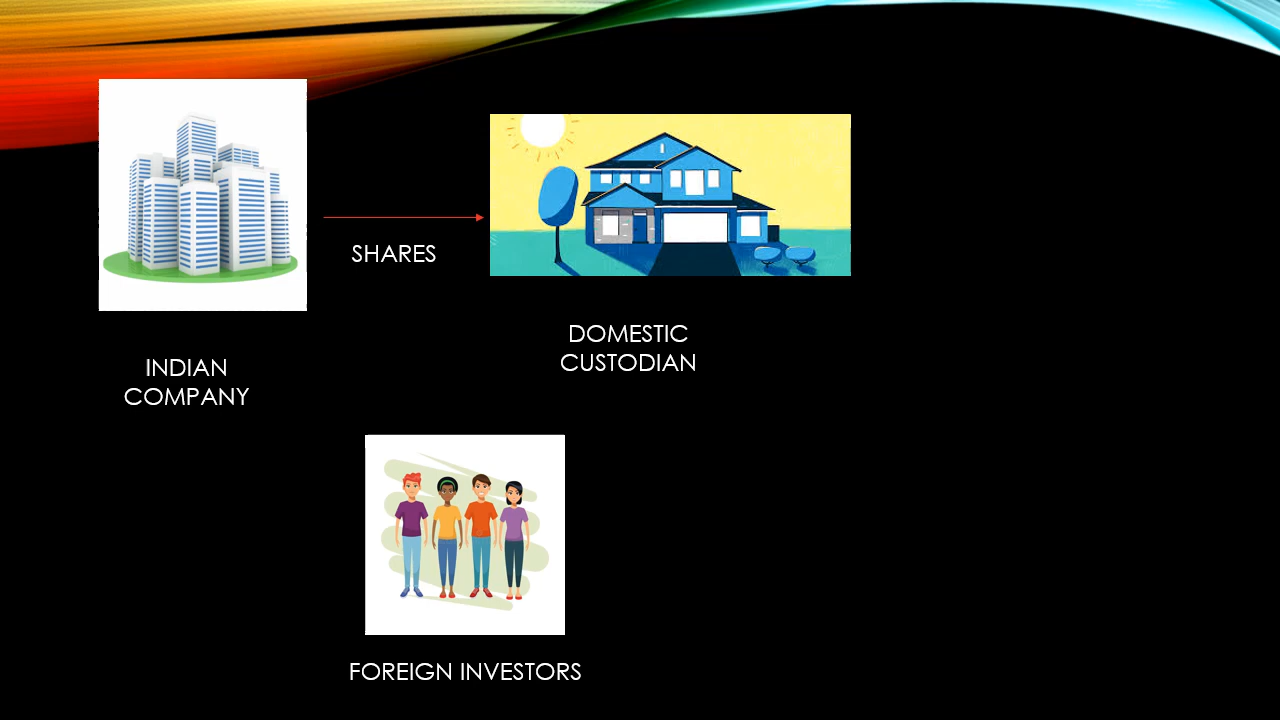 SHARES
DOMESTIC
CUSTODIAN
INDIAN
COMPANY
FOREIGN INVESTORS